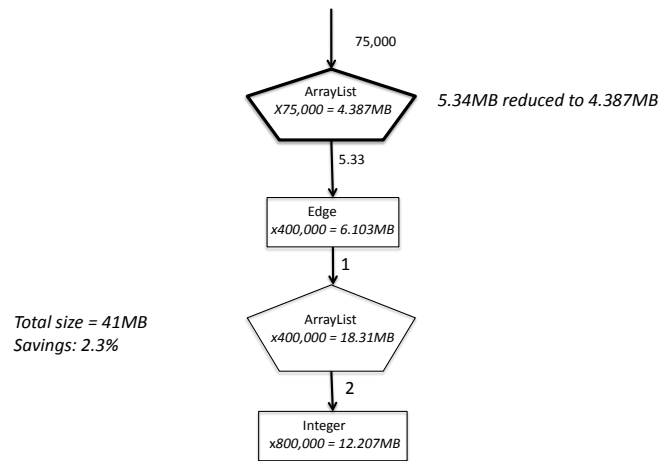 75,000
ArrayList
X75,000 = 4.387MB
5.34MB reduced to 4.387MB
5.33
Edge
x400,000 = 6.103MB
1
ArrayList
x400,000 = 18.31MB
Total size = 41MB
Savings: 2.3%
2
Integer
x800,000 = 12.207MB